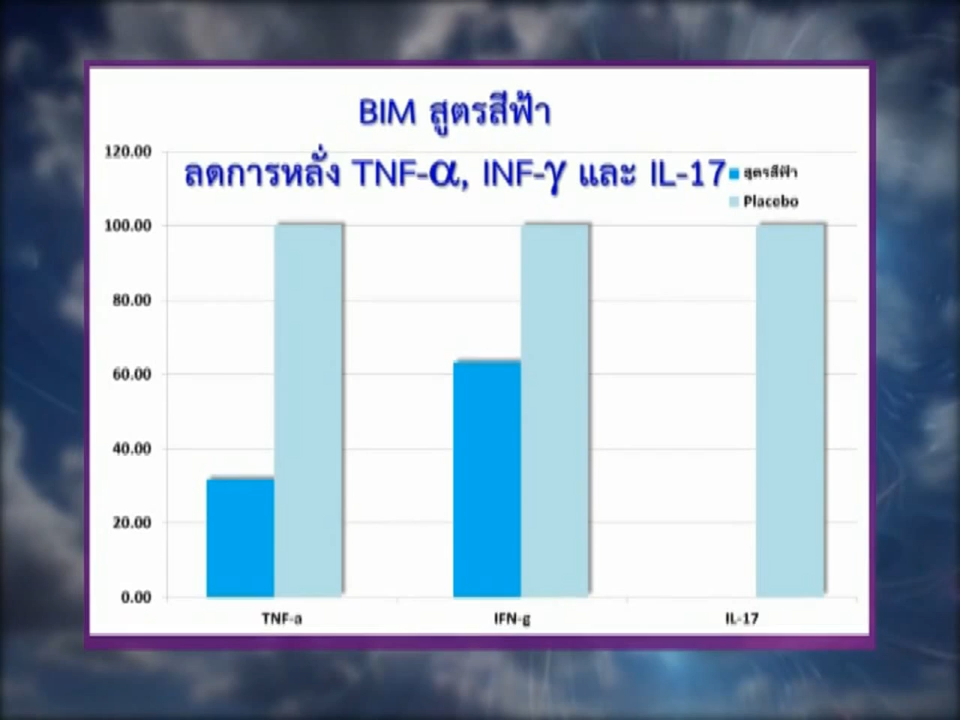 BIM สูตรสีฟ้า
ลดการหลั่ง TNF-α, INF-γ และ IL-17
สูตรสีฟ้า
Placebo
120.00
100.00
80.00
60.00
40.00
20.00
0.00
TNF-a
IFN-g
IL-17